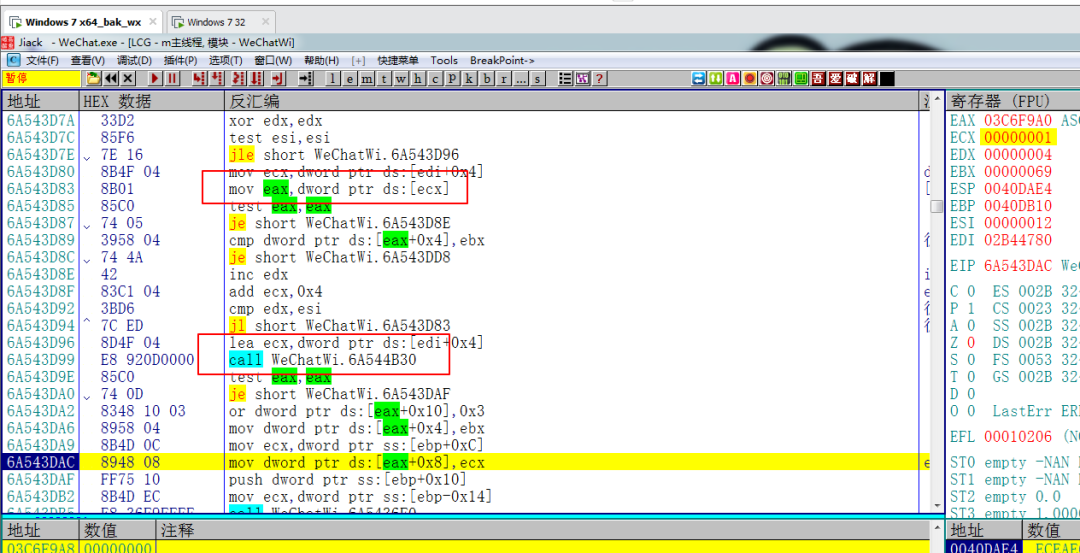 Windows 7 x64_bak_wx × Windows 7 32 ×
Jiack - WeChat.exe - [LCG - m主线程, 模块 - WeChatWi]
C 文件(F) 查看(V) 调试(D) 插件(P) 选项(T) 窗口(W) 帮助(H) [+] 快捷菜单 Tools BreakPoint->
暂停 l e m t w h c p k b r ... s ? 吾 爱 破 解
地址 HEX 数据 反汇编 寄存器 (FPU)
6A543D7A 33D2 xor edx,edx
6A543D7C 85F6 test esi,esi
6A543D7E 7E 16 jle short WeChatWi.6A543D96
6A543D80 8B4F 04 mov ecx,dword ptr ds:[edi+0x4]
6A543D83 8B01 mov eax,dword ptr ds:[ecx]
6A543D85 85C0 test eax,eax
6A543D87 74 05 je short WeChatWi.6A543D8E
6A543D89 3958 04 cmp dword ptr ds:[eax+0x4],ebx
6A543D8C 74 4A je short WeChatWi.6A543DD8
6A543D8E 42 inc edx
6A543D8F 83C1 04 add ecx,0x4
6A543D92 3BD6 cmp edx,esi
6A543D94 7C ED jl short WeChatWi.6A543D83
6A543D96 8D4F 04 lea ecx,dword ptr ds:[edi+0x4]
6A543D99 E8 920D0000 call WeChatWi.6A544B30
6A543D9E 85C0 test eax,eax
6A543DA0 74 0D je short WeChatWi.6A543DAF
6A543DA2 8348 10 03 or dword ptr ds:[eax+0x10],0x3
6A543DA6 8958 04 mov dword ptr ds:[eax+0x4],ebx
6A543DA9 8B4D 0C mov ecx,dword ptr ss:[ebp+0xC]
6A543DAC 8948 08 mov dword ptr ds:[eax+0x8],ecx
6A543DAF FF75 10 push dword ptr ss:[ebp+0x10]
6A543DB2 8B4D EC mov ecx,dword ptr ss:[ebp-0x14]
EAX 03C6F9A0
ECX 00000001
EDX 00000004
EBX 00000069
ESP 0040DAE4
EBP 0040DB10
ESI 00000012
EDI 02B44780
EIP 6A543DAC
C 0 ES 002B 32
P 1 CS 0023 32
A 0 SS 002B 32
Z 0 DS 002B 32
S 0 FS 0053 32
T 0 GS 002B 32
D 0
O 0 LastErr
EFL 00010206
ST0 empty -NAN
ST1 empty -NAN
ST2 empty 0.0
地址 数值 注释 地址 数值
03C6F9A8 00000000 0040DAE4